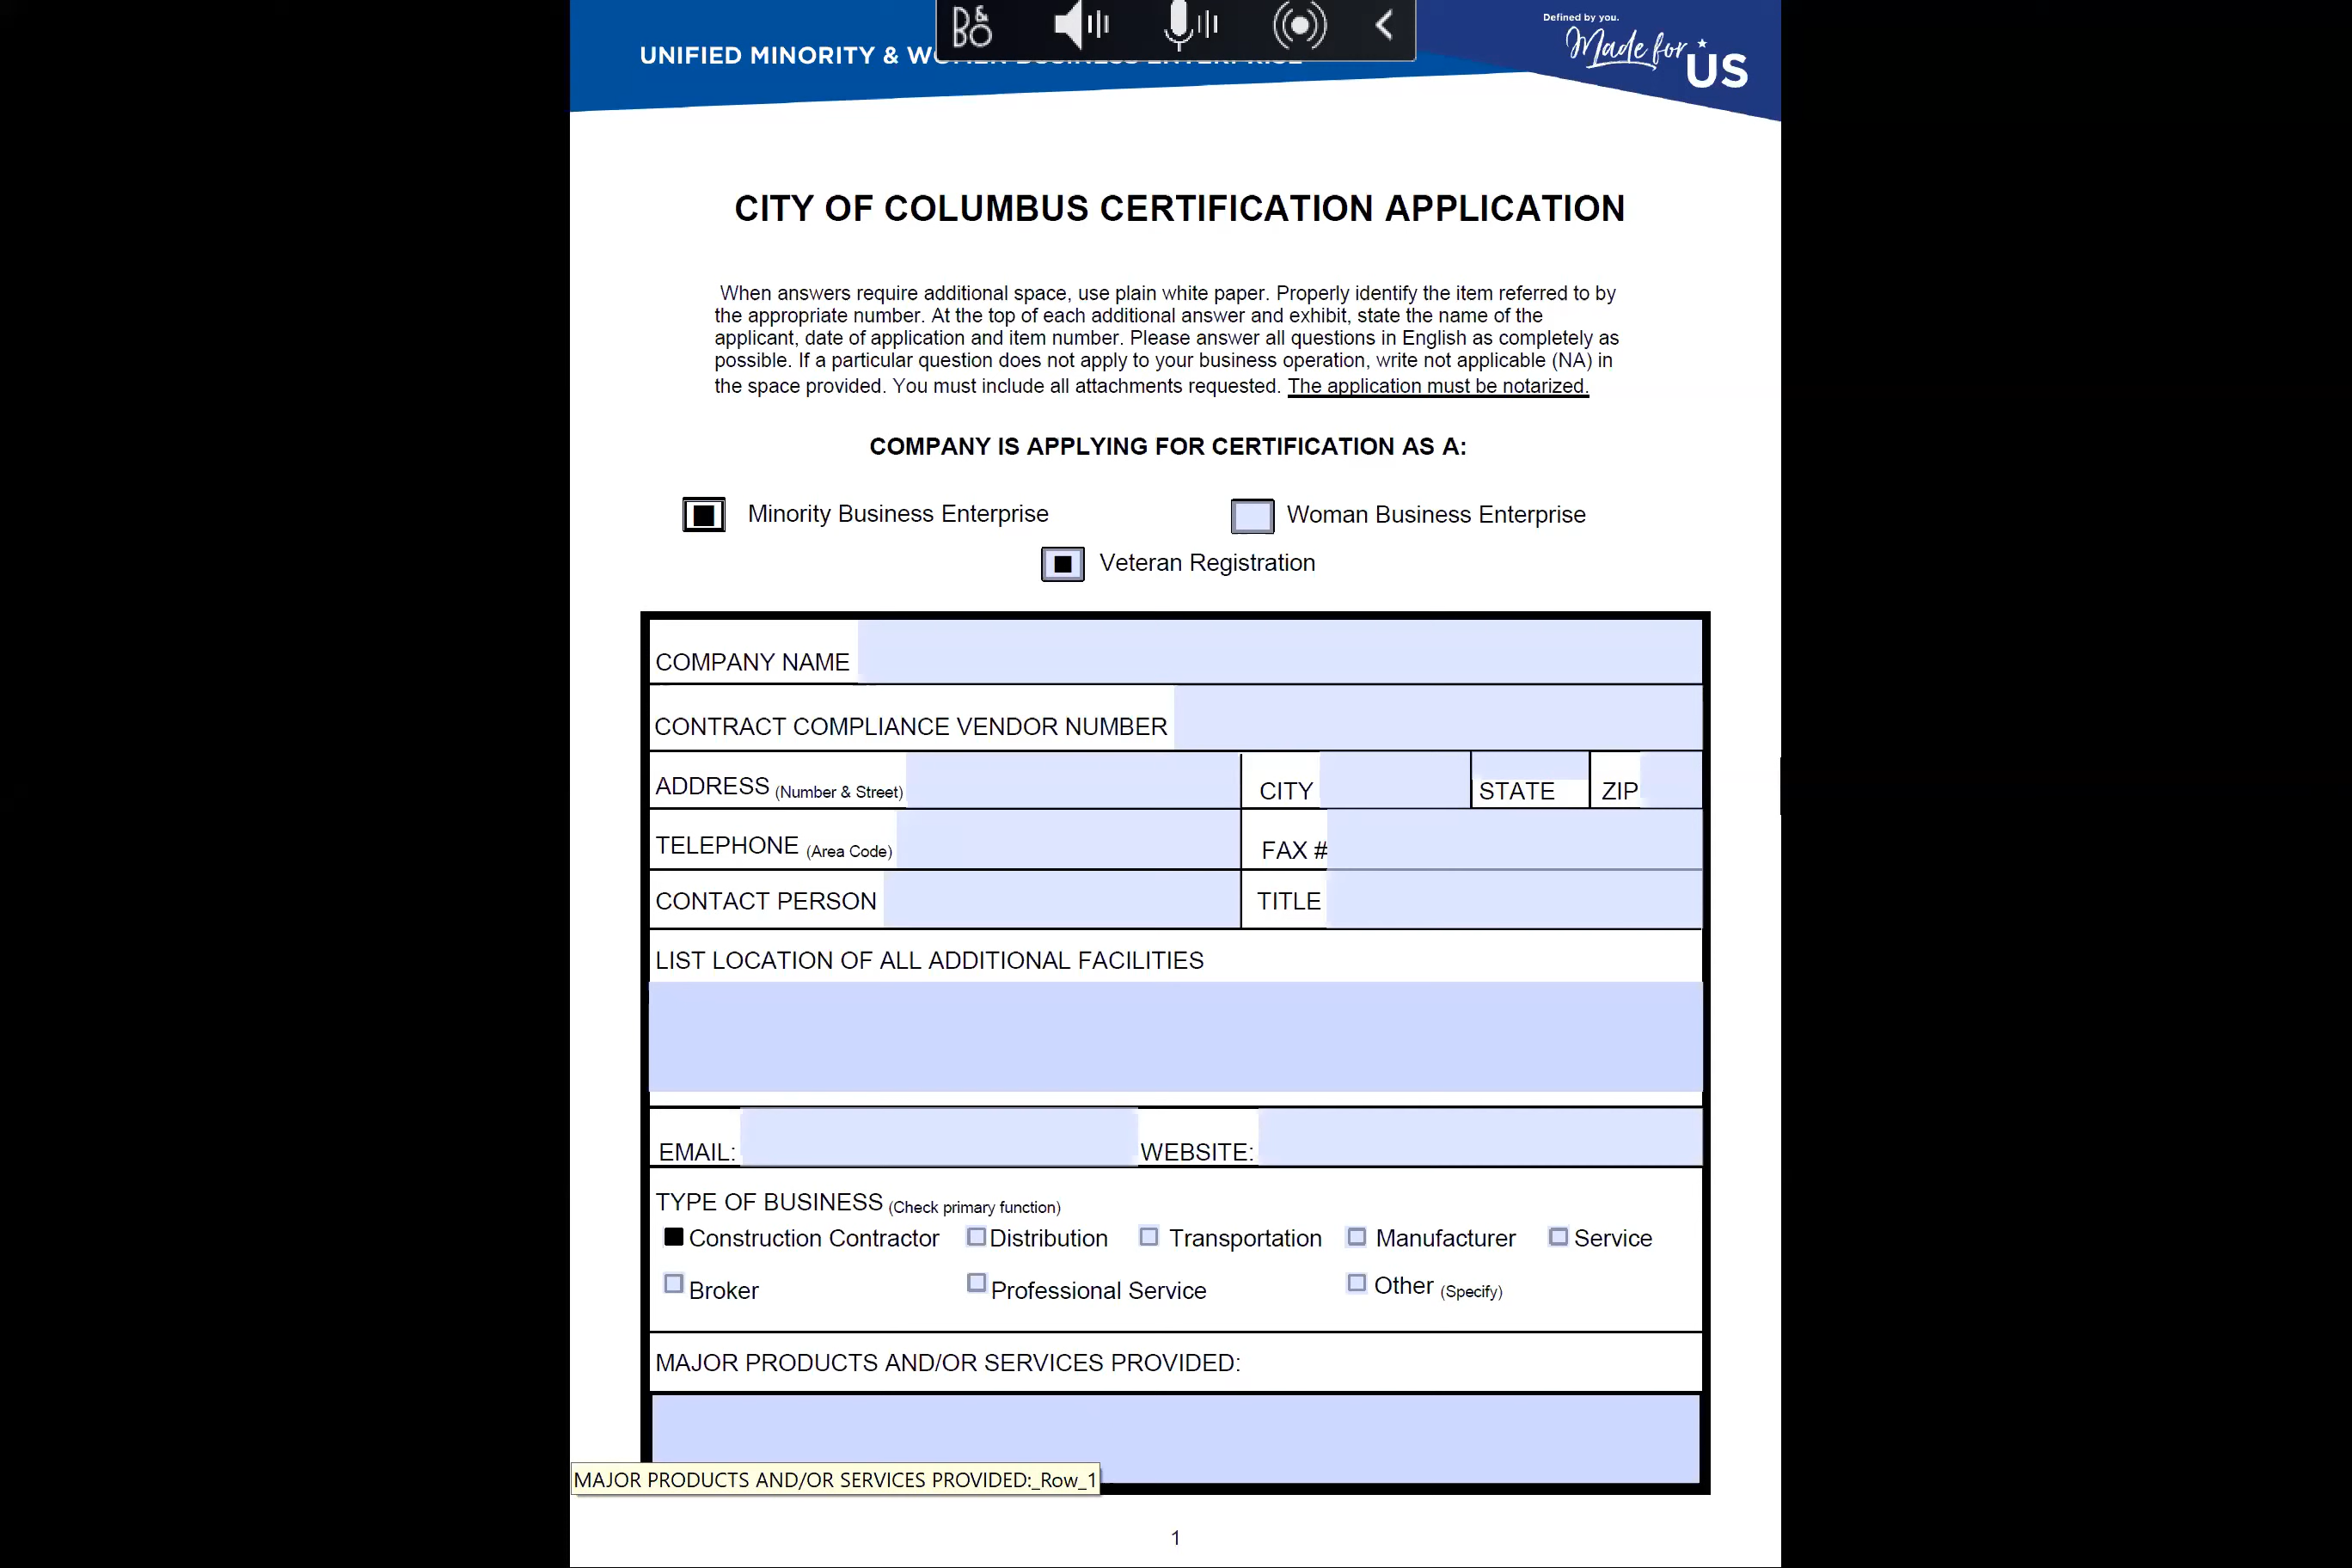 B&O
UNIFIED MINORITY & WOMEN BUSINESS ENTERPRISE
Defined by you.
Made for US
CITY OF COLUMBUS CERTIFICATION APPLICATION
When answers require additional space, use plain white paper. Properly identify the item referred to by
the appropriate number. At the top of each additional answer and exhibit, state the name of the
applicant, date of application and item number. Please answer all questions in English as completely as
possible. If a particular question does not apply to your business operation, write not applicable (NA) in
the space provided. You must include all attachments requested. The application must be notarized.
COMPANY IS APPLYING FOR CERTIFICATION AS A:
Minority Business Enterprise Woman Business Enterprise
Veteran Registration
COMPANY NAME
CONTRACT COMPLIANCE VENDOR NUMBER
ADDRESS (Number & Street) CITY STATE ZIP
TELEPHONE (Area Code) FAX #
CONTACT PERSON TITLE
LIST LOCATION OF ALL ADDITIONAL FACILITIES
EMAIL: WEBSITE:
TYPE OF BUSINESS (Check primary function)
Construction Contractor Distribution Transportation Manufacturer Service
Broker Professional Service Other (Specify)
MAJOR PRODUCTS AND/OR SERVICES PROVIDED:
MAJOR PRODUCTS AND/OR SERVICES PROVIDED:_Row_1
1